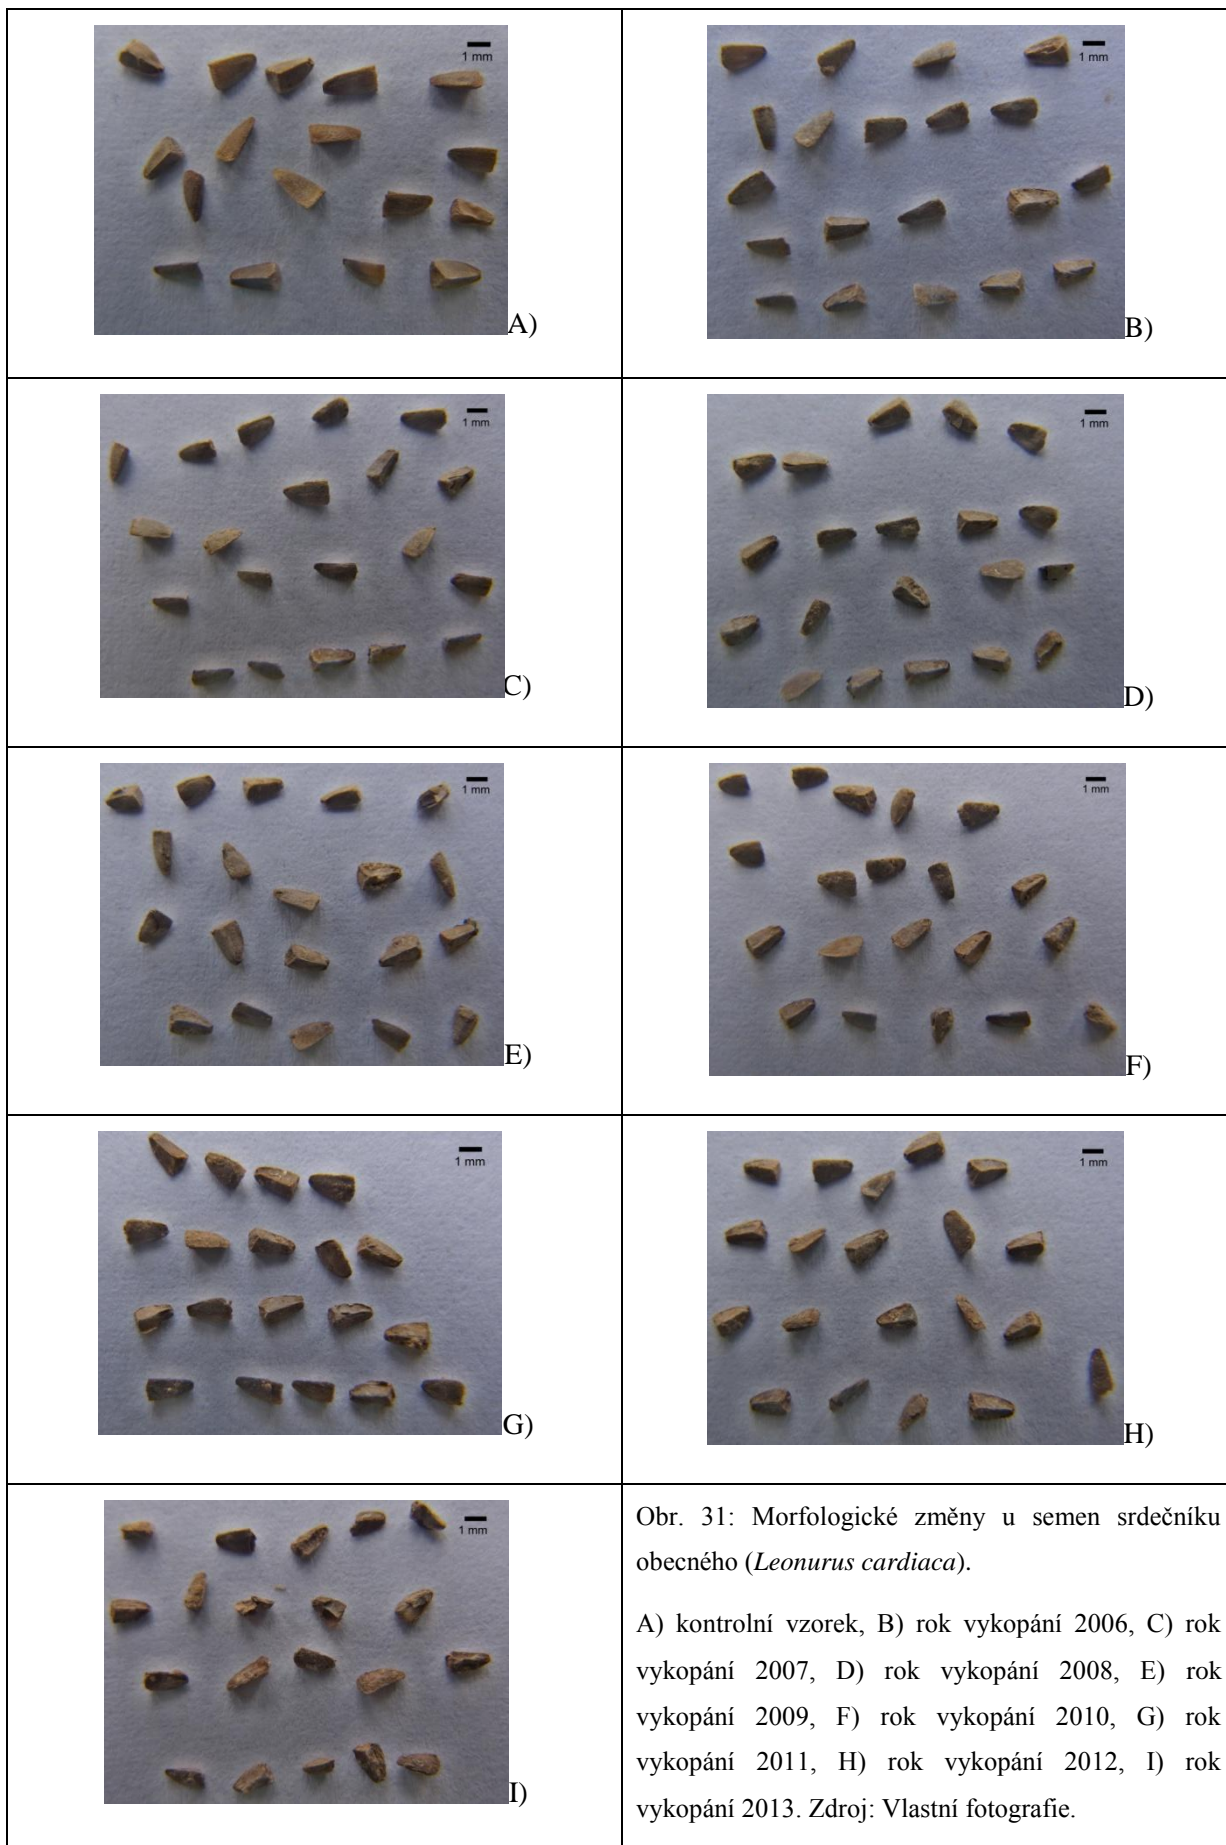 1 mm
A)
1 mm
B)
1 mm
C)
1 mm
D)
1 mm
E)
1 mm
F)
1 mm
G)
1 mm
H)
1 mm
I)
Obr. 31: Morfologické změny u semen srdečníku
obecného (Leonurus cardiaca).
A) kontrolní vzorek, B) rok vykopání 2006, C) rok
vykopání 2007, D) rok vykopání 2008, E) rok
vykopání 2009, F) rok vykopání 2010, G) rok
vykopání 2011, H) rok vykopání 2012, I) rok
vykopání 2013. Zdroj: Vlastní fotografie.